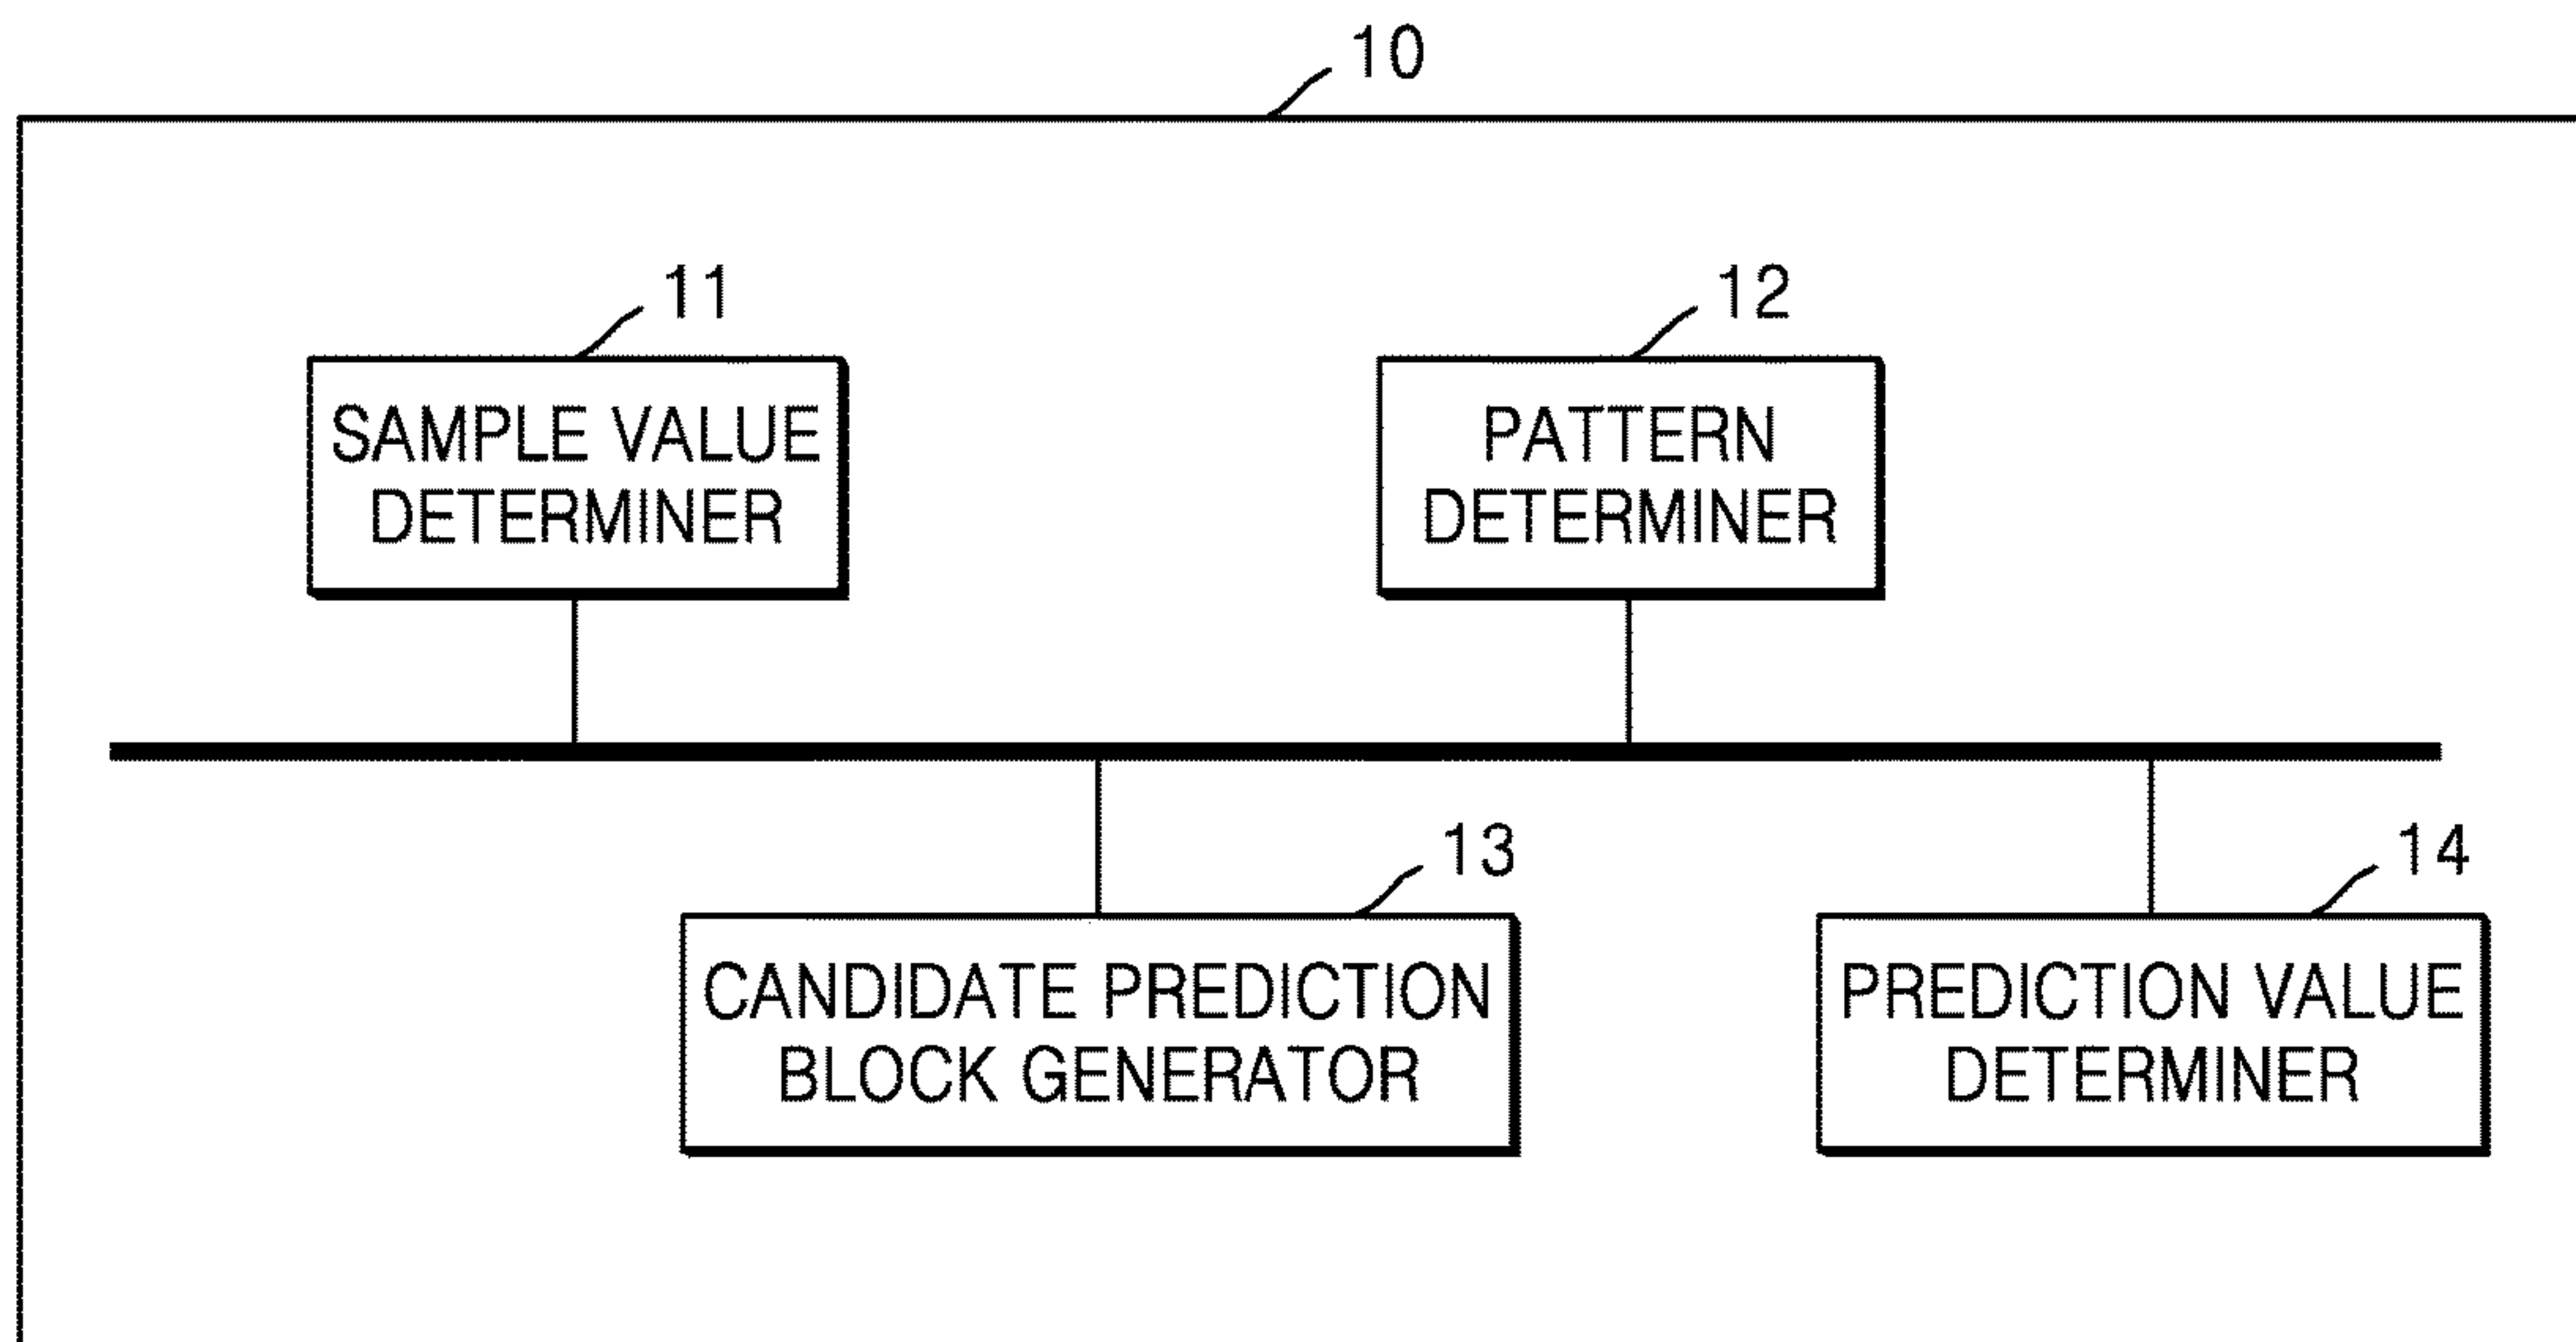 10
11
12
SAMPLE VALUE
DETERMINER
PATTERN
DETERMINER
13
14
CANDIDATE PREDICTION
BLOCK GENERATOR
PREDICTION VALUE
DETERMINER